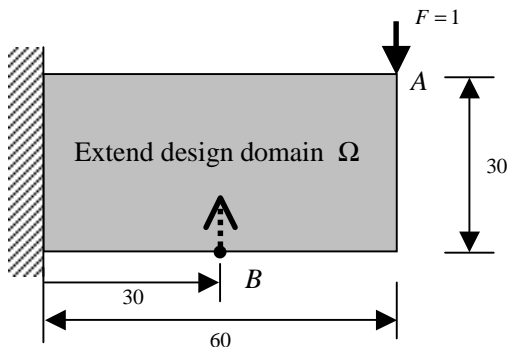 F = 1
A
Extend design domain Ω
30
B
30
60